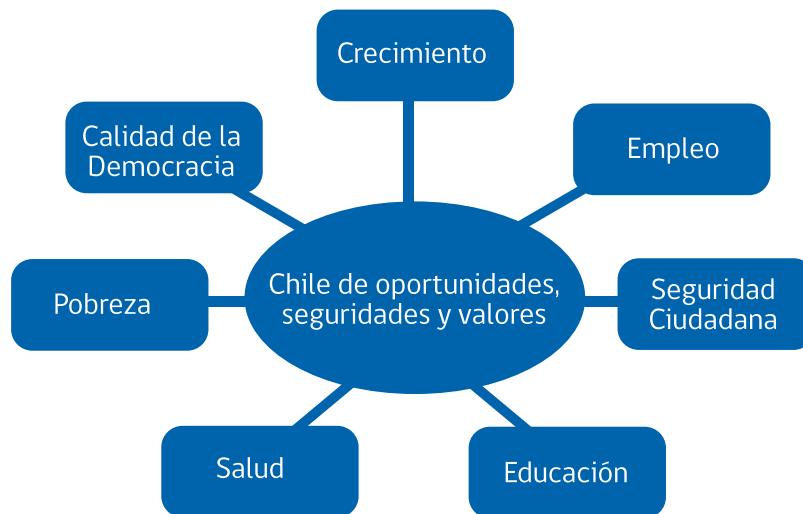 Crecimiento
Calidad de la
Democracia
Empleo
Chile de oportunidades,
seguridades y valores
Pobreza
Seguridad
Ciudadana
Salud
Educación